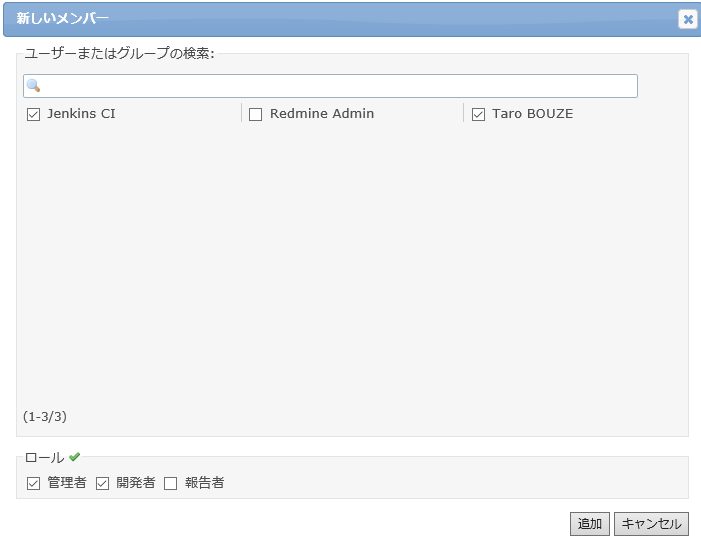 新しいメンバー
ユーザーまたはグループの検索:
Jenkins CI Redmine Admin Taro BOUZE
(1-3/3)
ロール
管理者 開発者 報告者
追加 キャンセル